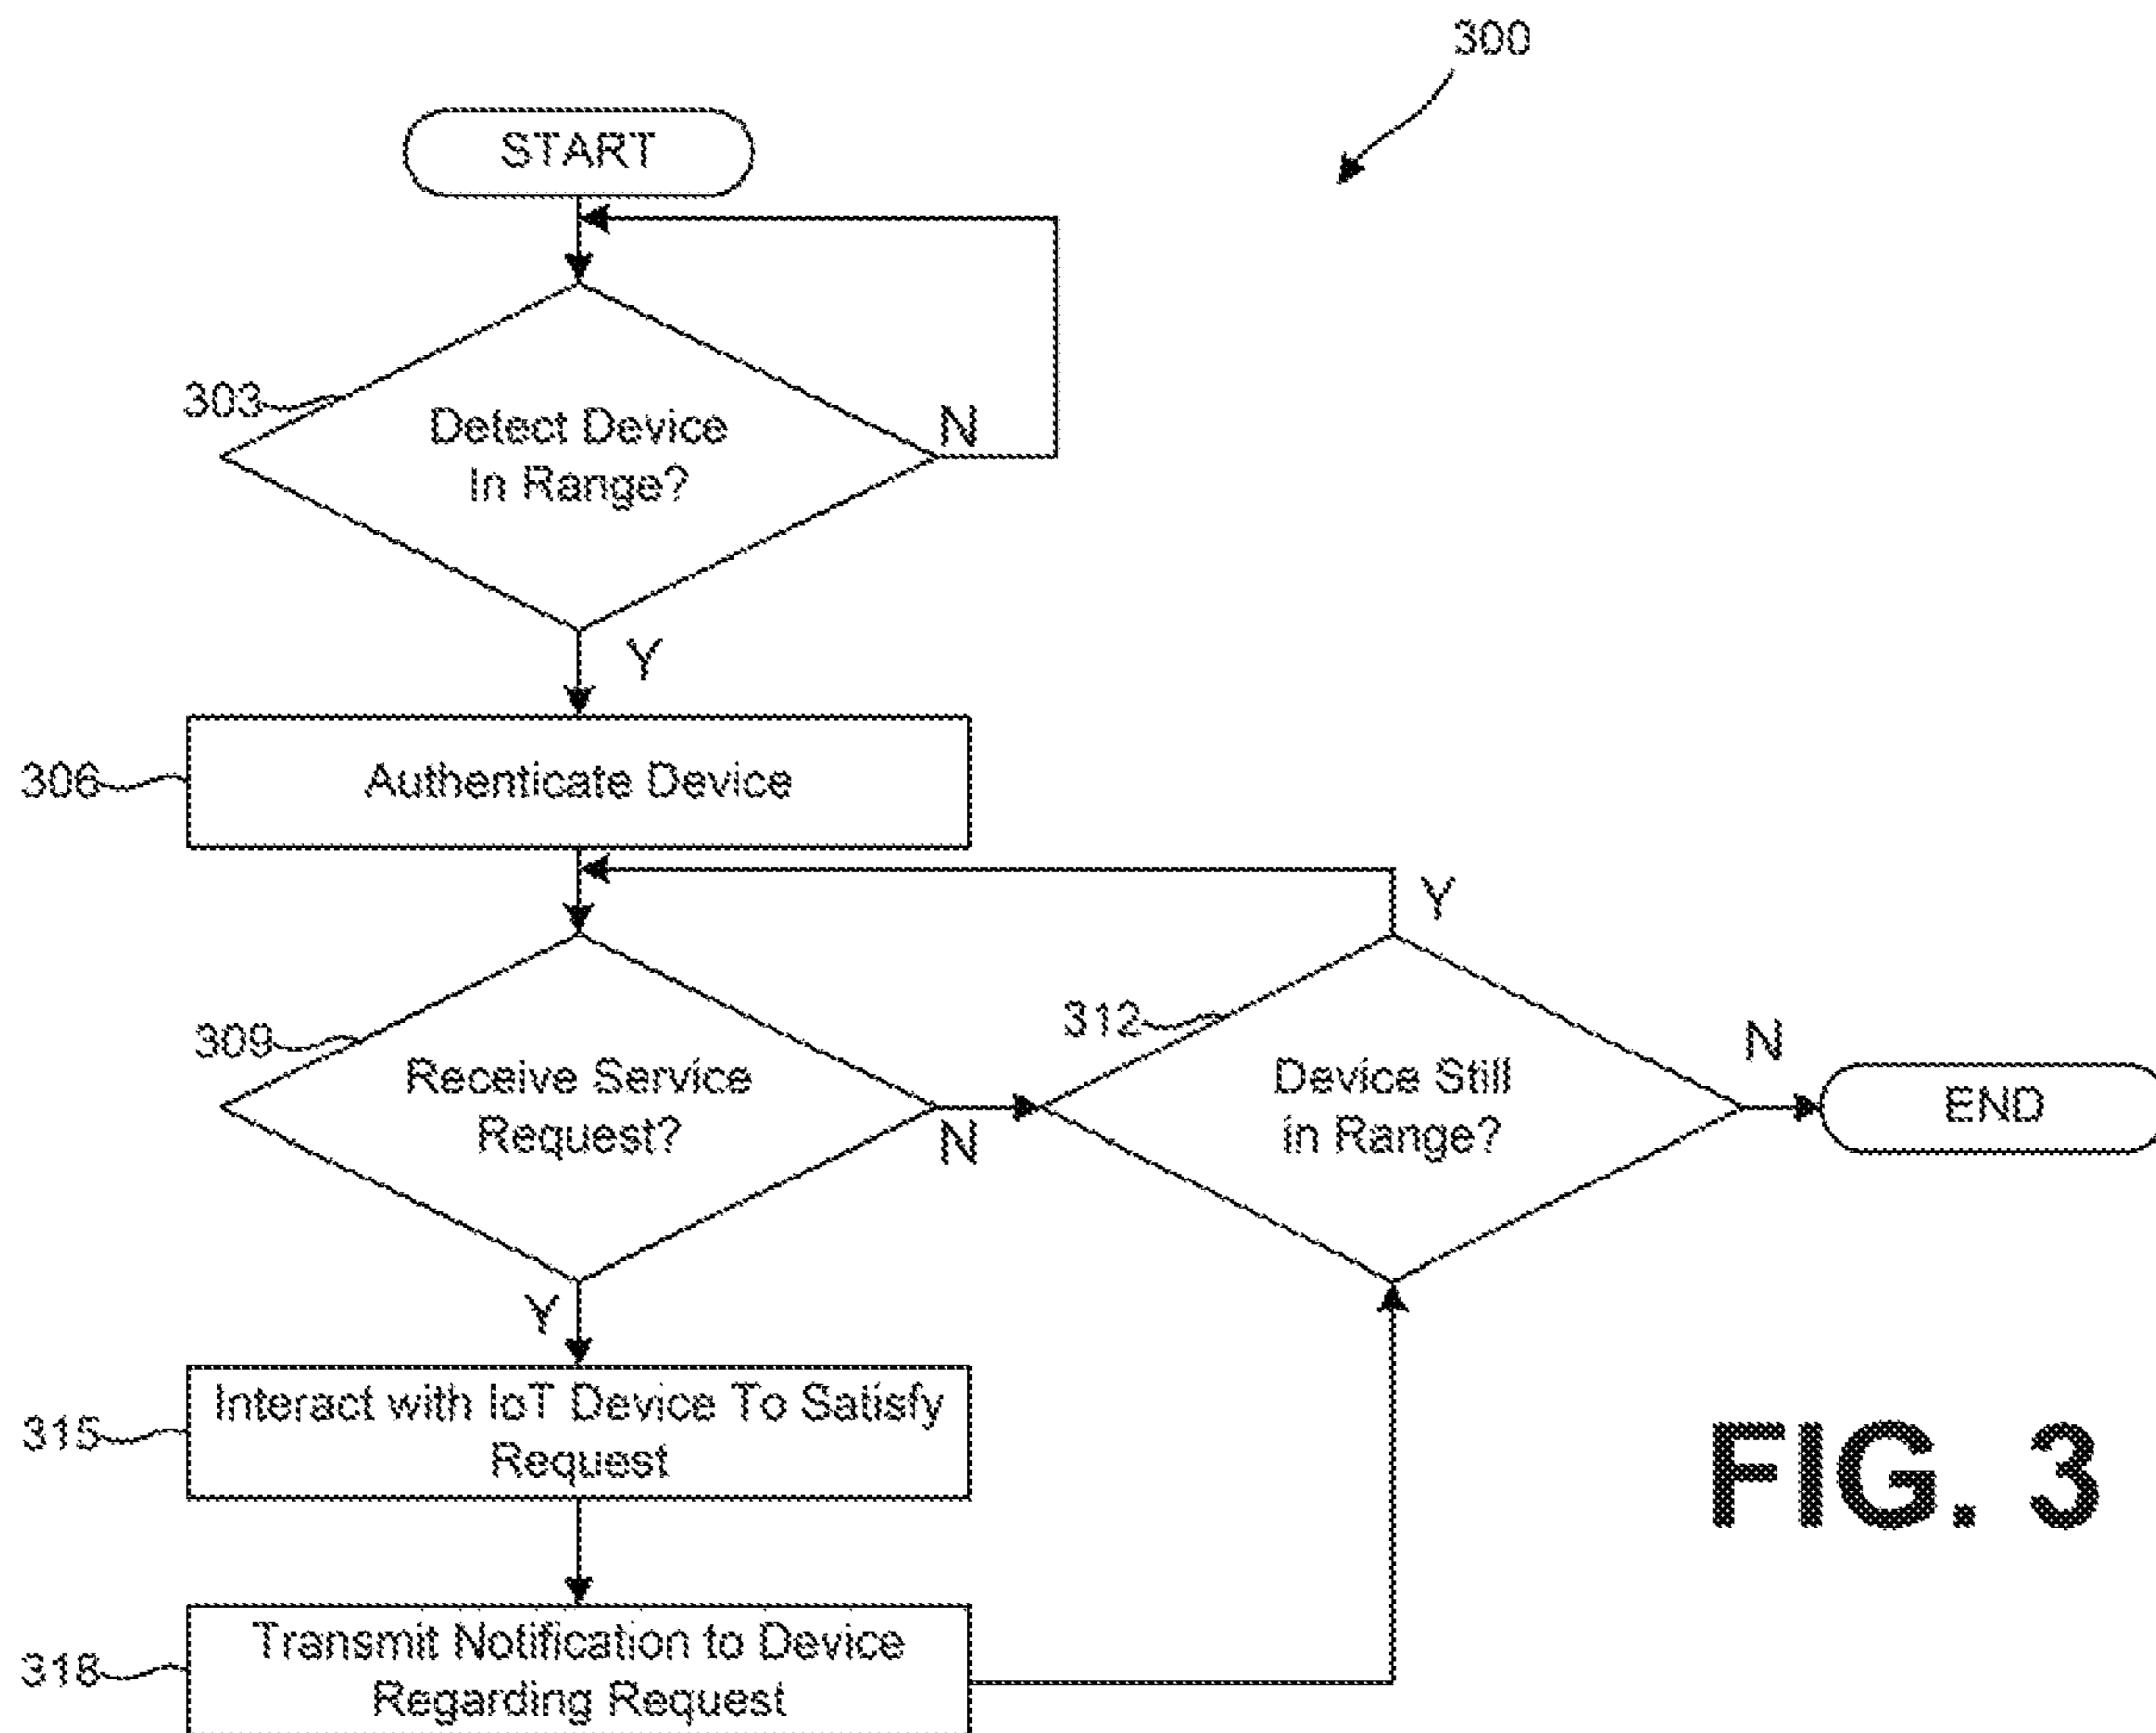 300
START
303
Detect Device
In Range?
N
Y
306
Authenticate Device
Y
309
Receive Service
Request?
N
312
Device Still
in Range?
N
END
Y
315
Interact with IoT Device To Satisfy
Request
318
Transmit Notification to Device
Regarding Request
FIG. 3